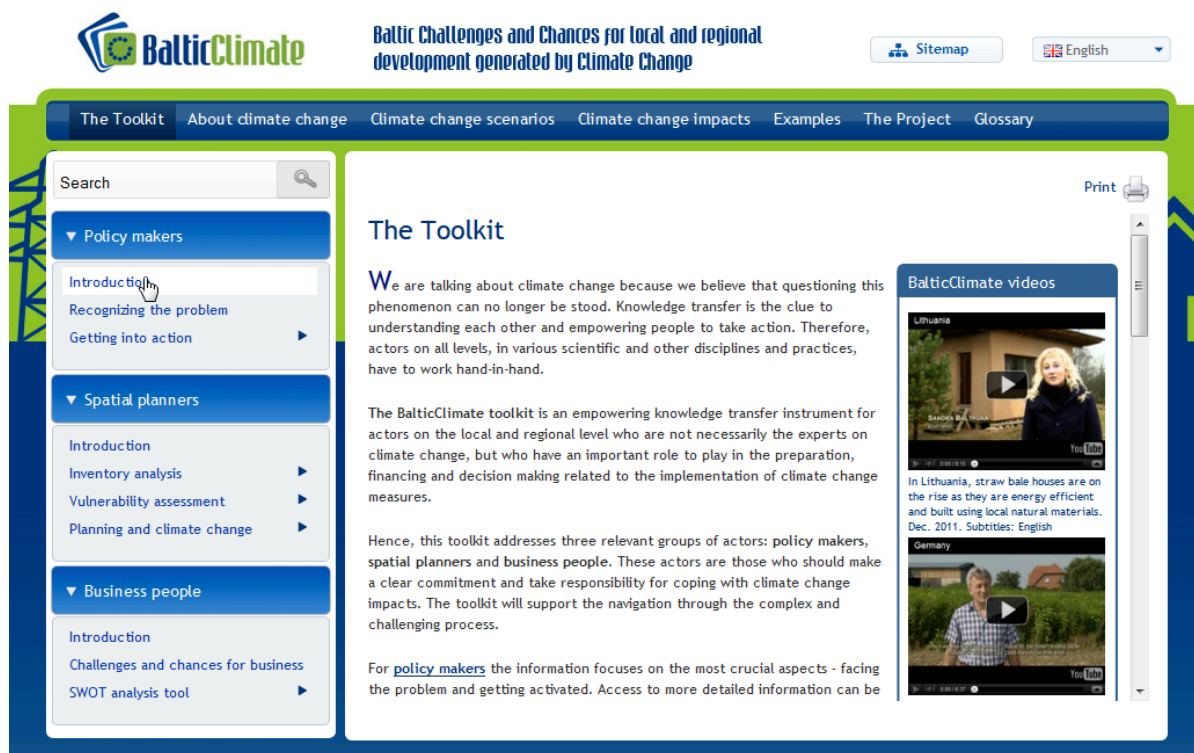 BalticClimate
Baltic Challenges and Chances for local and regional
development generated by Climate Change
Sitemap
English
The Toolkit
About climate change
Climate change scenarios
Climate change impacts
Examples
The Project
Glossary
Search
Policy makers
Introduction
Recognizing the problem
Getting into action
Spatial planners
Introduction
Inventory analysis
Vulnerability assessment
Planning and climate change
Business people
Introduction
Challenges and chances for business
SWOT analysis tool
Print
The Toolkit
We are talking about climate change because we believe that questioning this
phenomenon can no longer be stood. Knowledge transfer is the clue to
understanding each other and empowering people to take action. Therefore,
actors on all levels, in various scientific and other disciplines and practices,
have to work hand-in-hand.
The BalticClimate toolkit is an empowering knowledge transfer instrument for
actors on the local and regional level who are not necessarily the experts on
climate change, but who have an important role to play in the preparation,
financing and decision making related to the implementation of climate change
measures.
Hence, this toolkit addresses three relevant groups of actors: policy makers,
spatial planners and business people. These actors are those who should make
a clear commitment and take responsibility for coping with climate change
impacts. The toolkit will support the navigation through the complex and
challenging process.
For policy makers the information focuses on the most crucial aspects - facing
the problem and getting activated. Access to more detailed information can be
BalticClimate videos
Lithuania
YouTube
In Lithuania, straw bale houses are on
the rise as they are energy efficient
and built using local natural materials.
Dec. 2011. Subtitles: English
Germany
YouTube